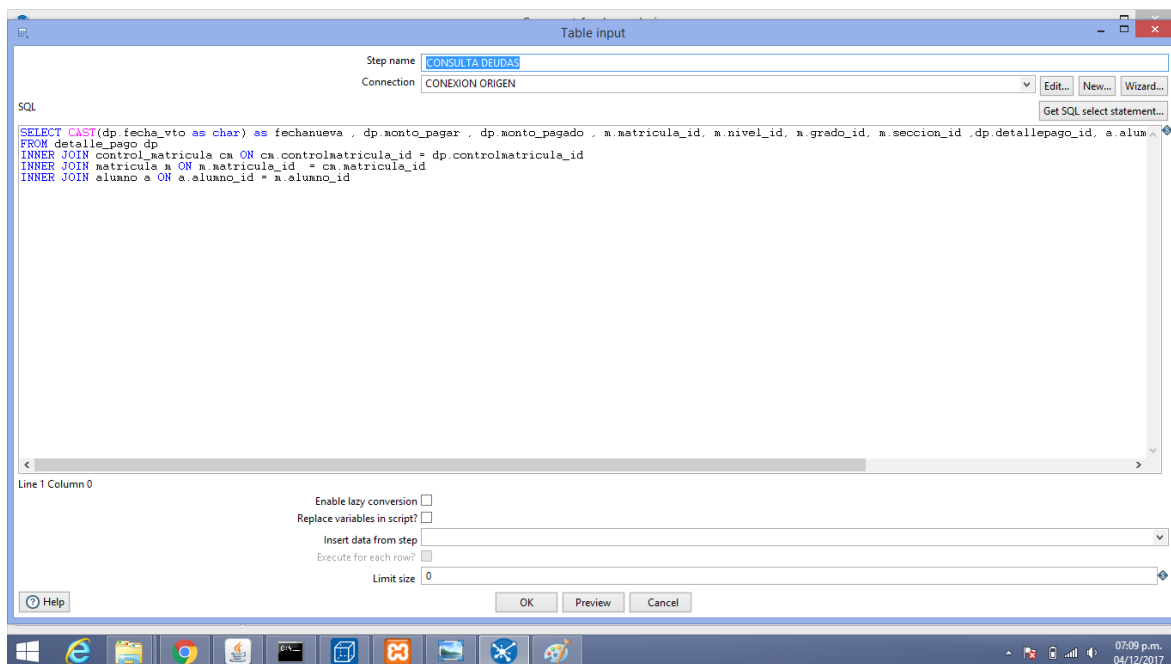 Table input
Step name CONSULTA DEUDAS
Connection CONEXION ORIGEN Edit... New... Wizard...
SQL Get SQL select statement...
SELECT CAST(dp.fecha_vto as char) as fechanueva , dp.monto_pagar , dp.monto_pagado , m.matricula_id, m.nivel_id, m.grado_id, m.seccion_id ,dp.detallepago_id, a.alum
FROM detalle_pago dp
INNER JOIN control_matricula cm ON cm.controlmatricula_id = dp.controlmatricula_id
INNER JOIN matricula m ON m.matricula_id  = cm.matricula_id
INNER JOIN alumno a ON a.alumno_id = m.alumno_id
Line 1 Column 0
Enable lazy conversion
Replace variables in script?
Insert data from step
Execute for each row?
Limit size 0
Help OK Preview Cancel
07:09 p.m.
04/12/2017